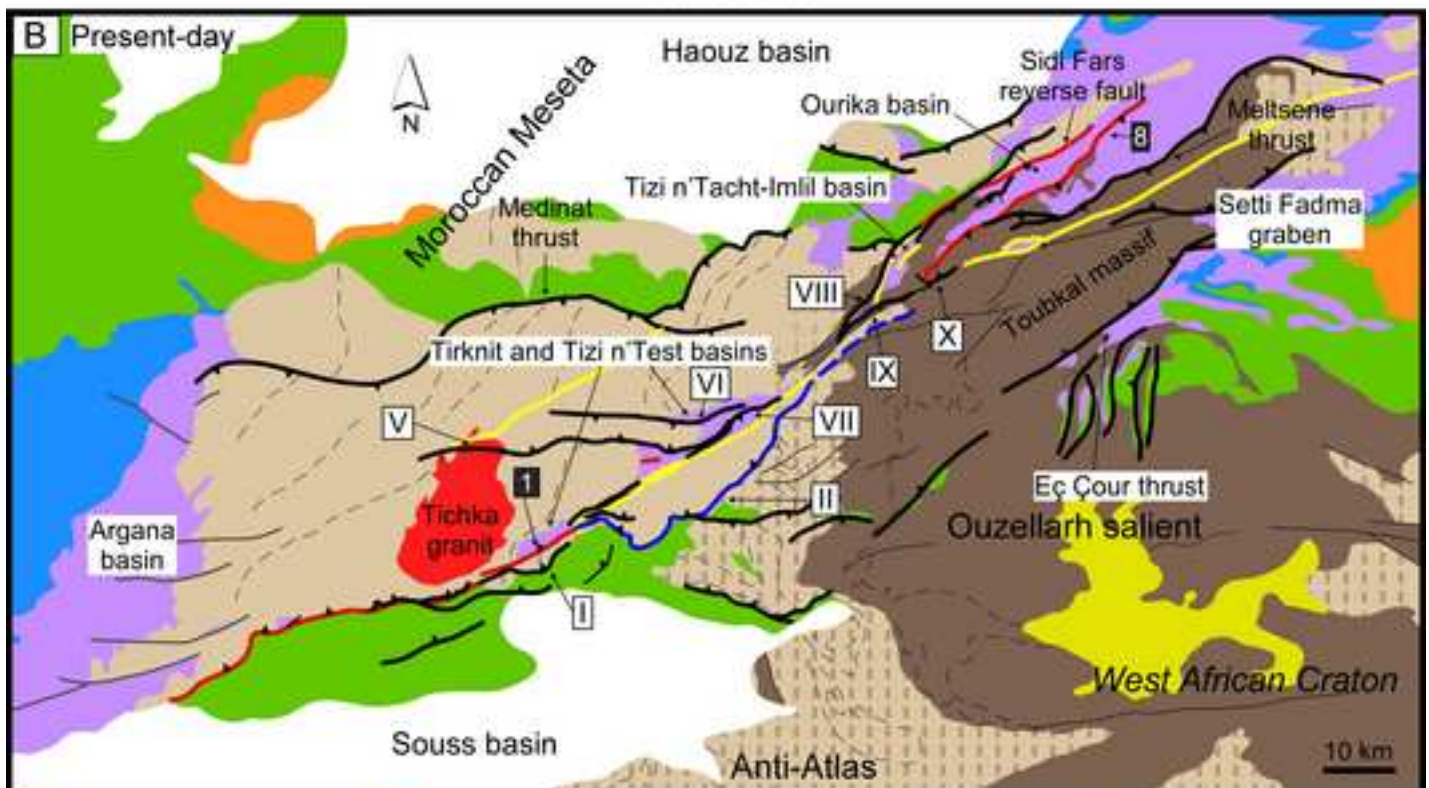 B Present-day
Haouz basin
N
Moroccan Meseta
Sidl Fars
reverse fault
Ourika basin
8
Meltsene
thrust
Tizi n'Tacht-Imlil basin
Medinat
thrust
Setti Fadma
graben
VIII
Toubkal massif
X
Tirknit and Tizi n'Test basins
IX
VI
V
VII
1
II
Eç Çour thrust
Tichka
granit
Ouzellarh salient
Argana
basin
I
West African Craton
Souss basin
Anti-Atlas
10 km